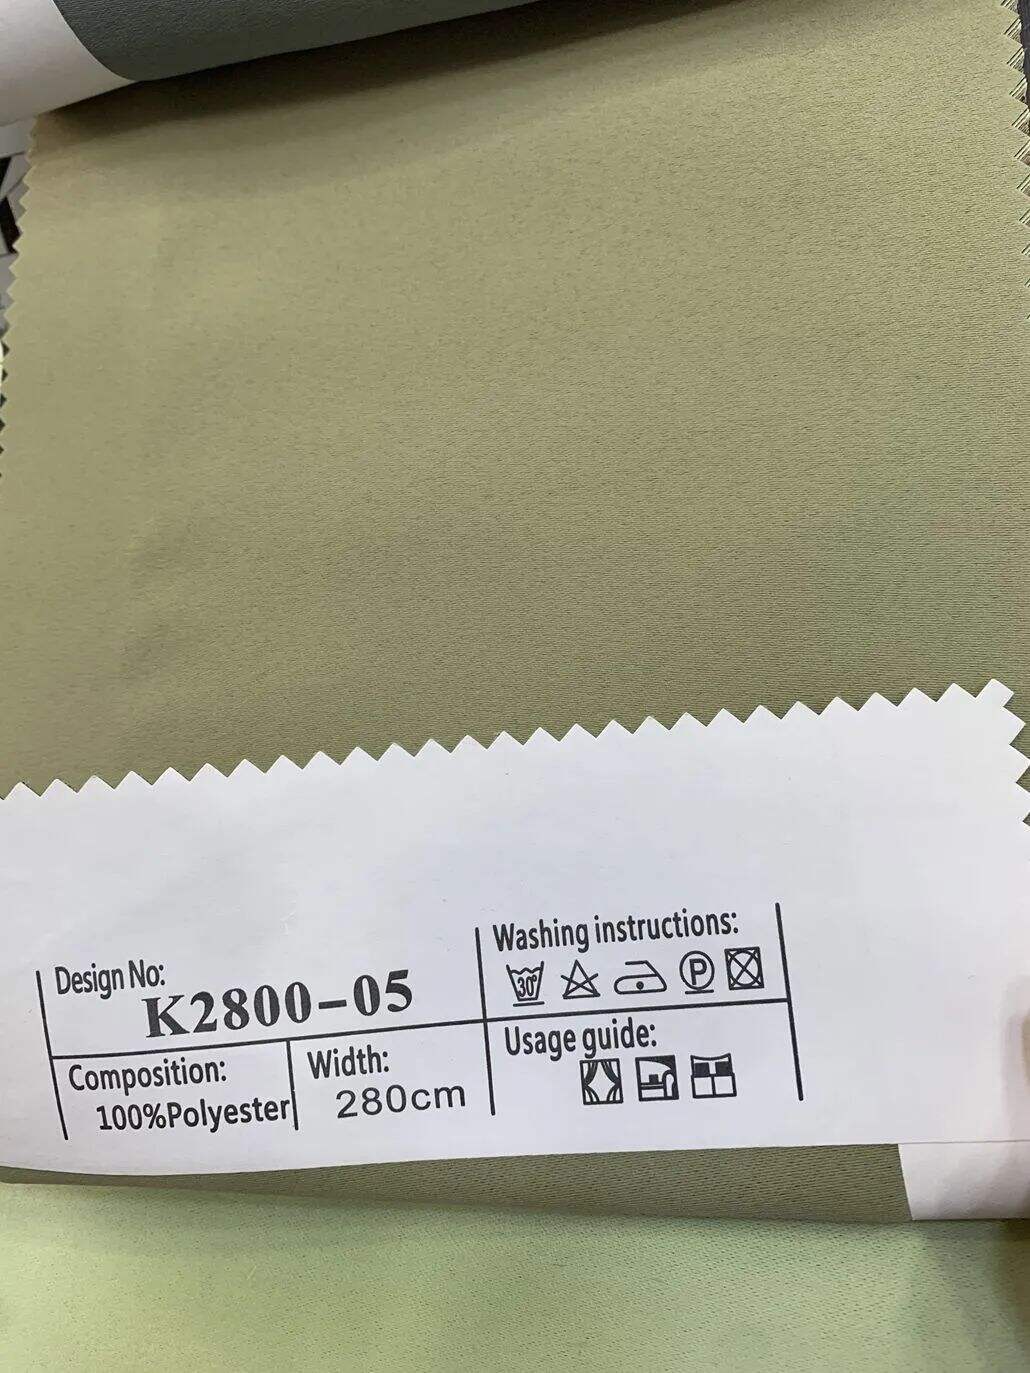 Design No:
K2800-05
Composition:
100%Polyester
Width:
280cm
Washing instructions:
30°
P
Usage guide: